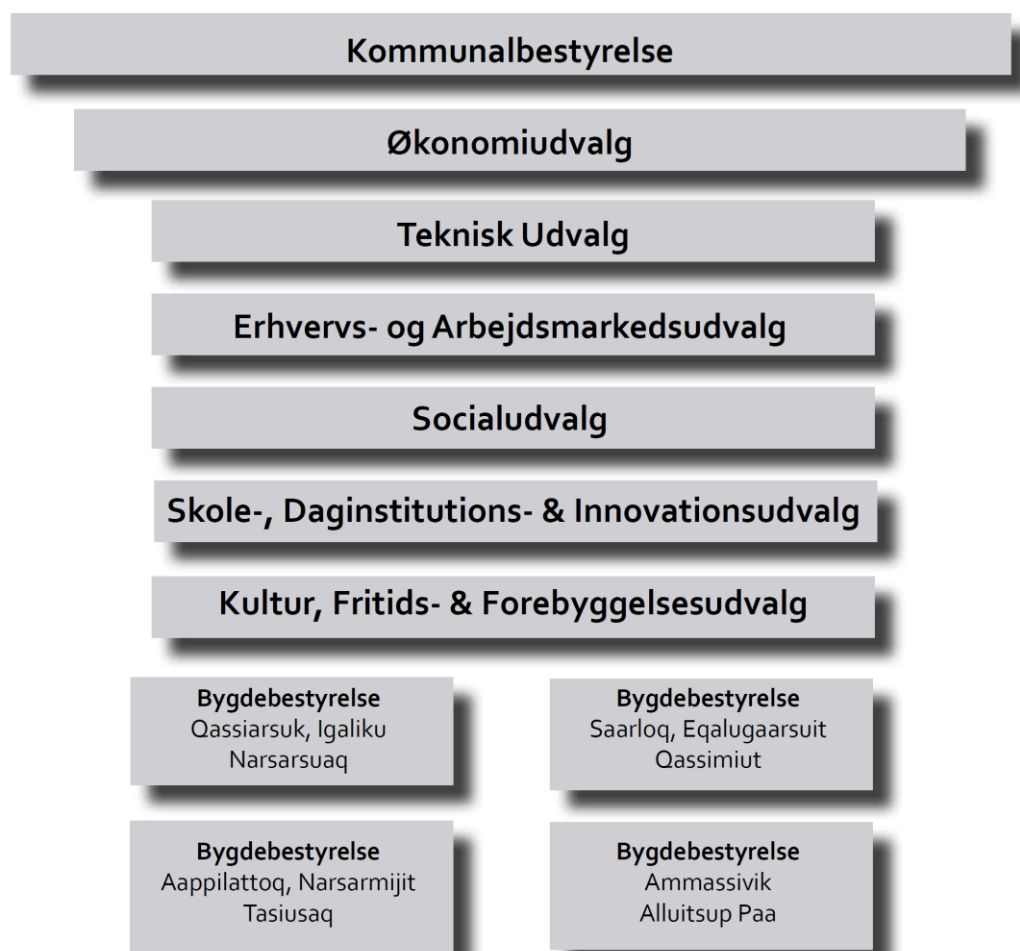 Kommunalbestyrelse
Økonomiudvalg
Teknisk Udvalg
Erhvervs- og Arbejdsmarkedsudvalg
Socialudvalg
Skole-, Daginstitutions- & Innovationsudvalg
Kultur, Fritids- & Forebyggelsesudvalg
Bygdebestyrelse
Qassiarsuk, Igaliku
Narsarsuaq
Bygdebestyrelse
Saarloq, Eqalugaarsuit
Qassimiut
Bygdebestyrelse
Aappilattoq, Narsarmijit
Tasiusaq
Bygdebestyrelse
Ammassivik
Alluitsup Paa